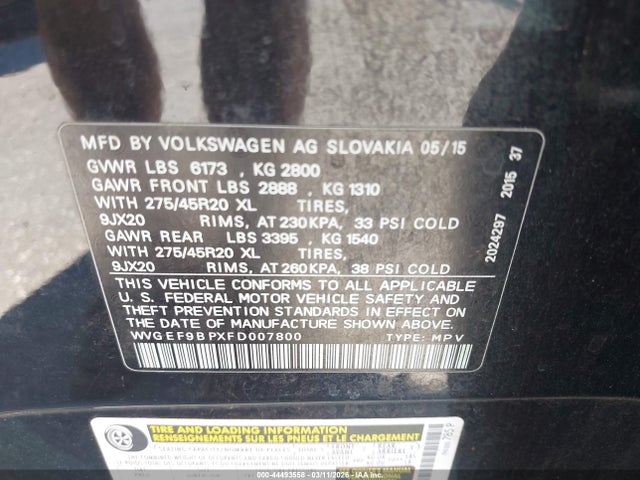 MFD BY VOLKSWAGEN AG SLOVAKIA 05/15
GVWR LBS 6173 , KG 2800
GAWR FRONT LBS 2888 , KG 1310
WITH 275/45R20 XL TIRES,
9JX20 RIMS, AT 230KPA, 33 PSI COLD
GAWR REAR LBS 3395 , KG 1540
WITH 275/45R20 XL TIRES,
9JX20 RIMS, AT 260KPA, 38 PSI COLD
THIS VEHICLE CONFORMS TO ALL APPLICABLE
U. S. FEDERAL MOTOR VEHICLE SAFETY AND
THEFT PREVENTION STANDARDS IN EFFECT ON
THE DATE OF MANUFACTURE SHOWN ABOVE.
WVGEF9BPXFD007800 TYPE: MPV
2024297 2015 37
TIRE AND LOADING INFORMATION
RENSEIGNEMENTS SUR LES PNEUS ET LE CHARGEMENT
44493558 - 03/11/2026 - IAA Inc.